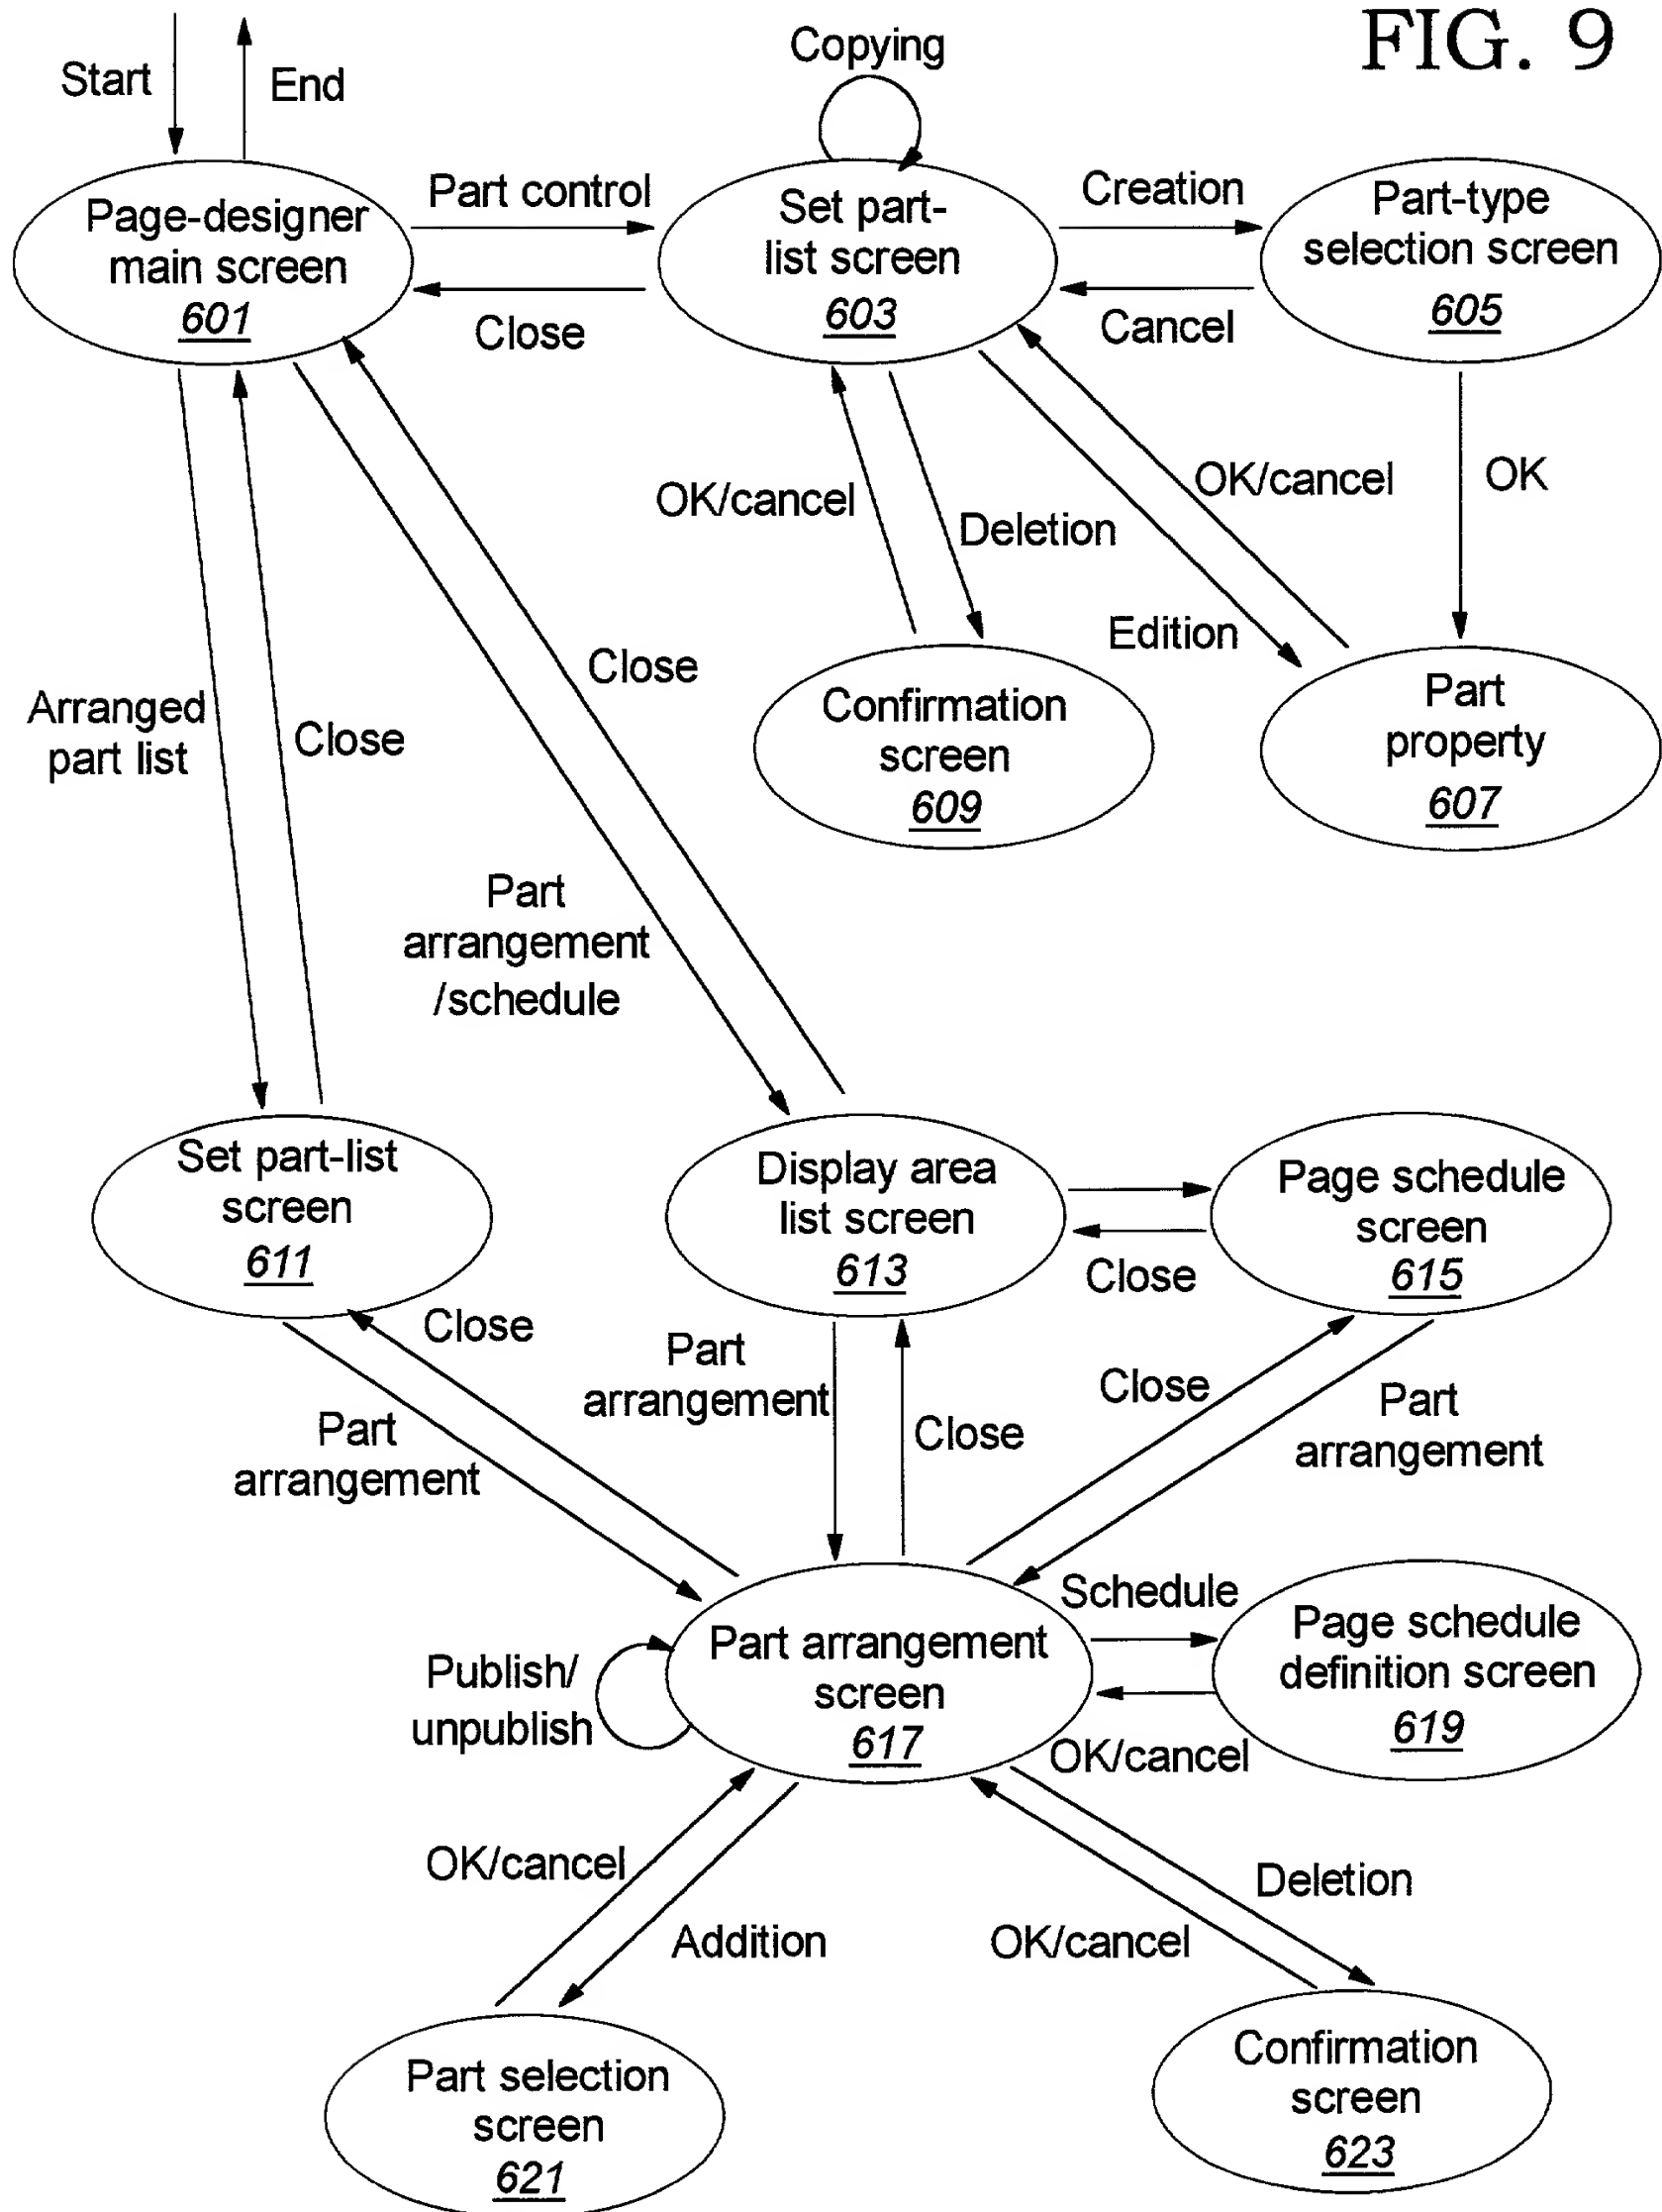 FIG. 9
Start
End
Copying
Page-designer
main screen
601
Part control
Close
Set part-
list screen
603
Creation
Cancel
Part-type
selection screen
605
OK/cancel
Deletion
OK/cancel
Edition
OK
Confirmation
screen
609
Part
property
607
Arranged
part list
Close
Close
Part
arrangement
/schedule
Set part-list
screen
611
Display area
list screen
613
Close
Page schedule
screen
615
Close
Part
arrangement
Part
arrangement
Close
Close
Part
arrangement
Publish/
unpublish
Part arrangement
screen
617
Schedule
OK/cancel
Page schedule
definition screen
619
OK/cancel
Addition
Deletion
OK/cancel
Part selection
screen
621
Confirmation
screen
623